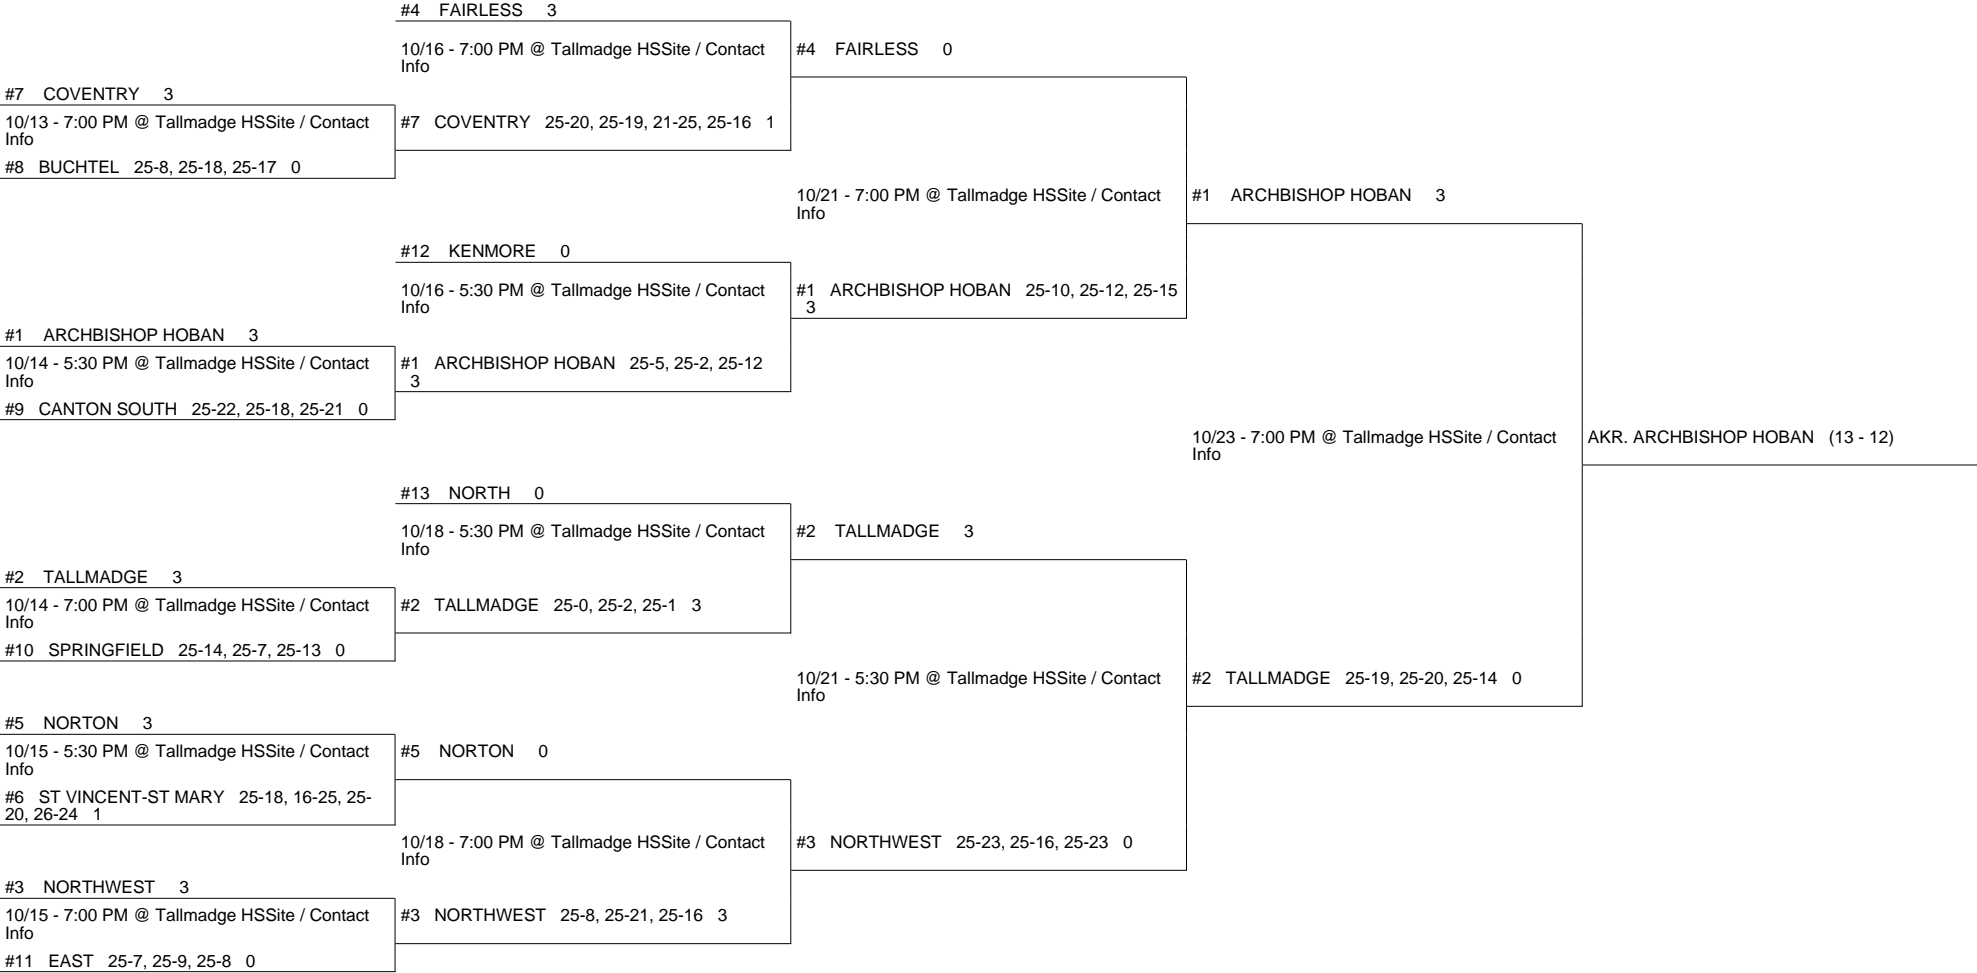 #4 FAIRLESS 3
10/16 - 7:00 PM @ Tallmadge HSSite / Contact
Info
#4 FAIRLESS 0
#7 COVENTRY 3
10/13 - 7:00 PM @ Tallmadge HSSite / Contact
Info
#7 COVENTRY 25-20, 25-19, 21-25, 25-16 1
#8 BUCHTEL 25-8, 25-18, 25-17 0
10/21 - 7:00 PM @ Tallmadge HSSite / Contact
Info
#1 ARCHBISHOP HOBAN 3
#12 KENMORE 0
10/16 - 5:30 PM @ Tallmadge HSSite / Contact
Info
#1 ARCHBISHOP HOBAN 25-10, 25-12, 25-15
3
#1 ARCHBISHOP HOBAN 3
10/14 - 5:30 PM @ Tallmadge HSSite / Contact
Info
#1 ARCHBISHOP HOBAN 25-5, 25-2, 25-12
3
#9 CANTON SOUTH 25-22, 25-18, 25-21 0
10/23 - 7:00 PM @ Tallmadge HSSite / Contact
Info
AKR. ARCHBISHOP HOBAN (13 - 12)
#13 NORTH 0
10/18 - 5:30 PM @ Tallmadge HSSite / Contact
Info
#2 TALLMADGE 3
#2 TALLMADGE 3
10/14 - 7:00 PM @ Tallmadge HSSite / Contact
Info
#2 TALLMADGE 25-0, 25-2, 25-1 3
#10 SPRINGFIELD 25-14, 25-7, 25-13 0
10/21 - 5:30 PM @ Tallmadge HSSite / Contact
Info
#2 TALLMADGE 25-19, 25-20, 25-14 0
#5 NORTON 3
10/15 - 5:30 PM @ Tallmadge HSSite / Contact
Info
#5 NORTON 0
#6 ST VINCENT-ST MARY 25-18, 16-25, 25-
20, 26-24 1
10/18 - 7:00 PM @ Tallmadge HSSite / Contact
Info
#3 NORTHWEST 25-23, 25-16, 25-23 0
#3 NORTHWEST 3
10/15 - 7:00 PM @ Tallmadge HSSite / Contact
Info
#3 NORTHWEST 25-8, 25-21, 25-16 3
#11 EAST 25-7, 25-9, 25-8 0